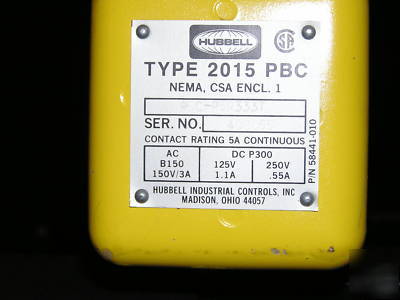 HUBBELL
SA
TYPE 2015 PBC
NEMA, CSA ENCL. 1
SER. NO.
CONTACT RATING 5A CONTINUOUS
AC DC P300
B150 125V 250V
150V/3A 1.1A .55A
HUBBELL INDUSTRIAL CONTROLS, INC
MADISON, OHIO 44057
P/N 58441-010